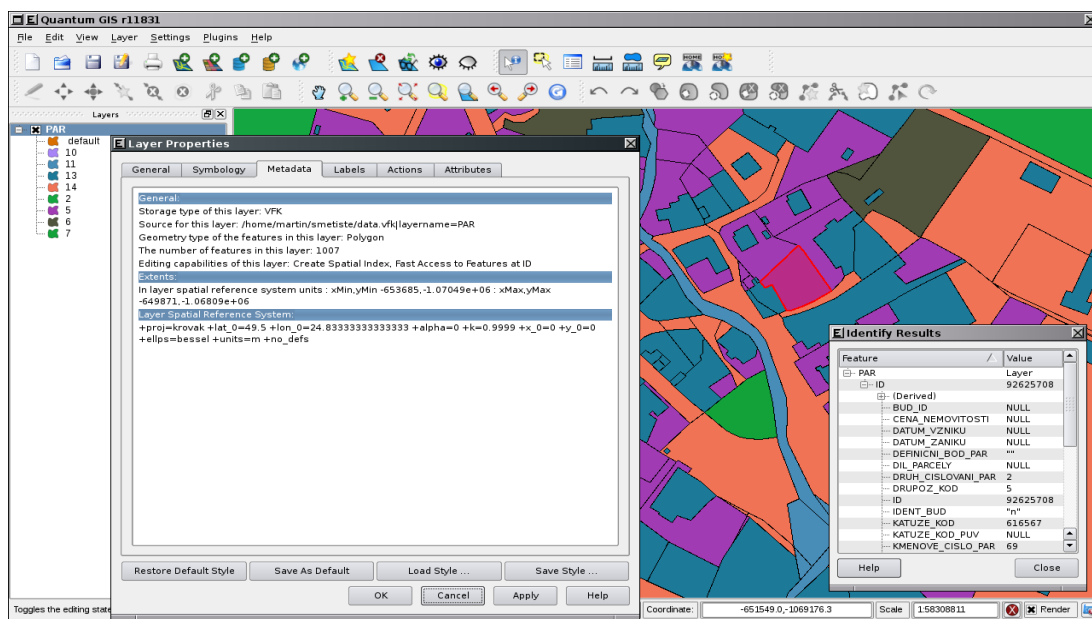 Quantum GIS r11831
File Edit View Layer Settings Plugins Help
Layers
PAR
default
10
11
13
14
2
5
6
7
Layer Properties
General Symbology Metadata Labels Actions Attributes
General:
Storage type of this layer: VFK
Source for this layer: /home/martin/smetiste/data.vfk|layername=PAR
Geometry type of the features in this layer: Polygon
The number of features in this layer: 1007
Editing capabilities of this layer: Create Spatial Index, Fast Access to Features at ID
Extents:
In layer spatial reference system units : xMin,yMin -653685,-1.07049e+06 : xMax,yMax
-649871,-1.06809e+06
Layer Spatial Reference System:
+proj=krovak +lat_0=49.5 +lon_0=24.83333333333333 +alpha=0 +k=0.9999 +x_0=0 +y_0=0
+ellps=bessel +units=m +no_defs
Restore Default Style Save As Default Load Style ... Save Style ...
OK Cancel Apply Help
Identify Results
Feature Value
PAR Layer
ID 92625708
(Derived)
BUD_ID NULL
CENA_NEMOVITOSTI NULL
DATUM_VZNIKU NULL
DATUM_ZANIKU NULL
DEFINICNI_BOD_PAR ""
DIL_PARCELY NULL
DRUH_CISLOVANI_PAR 2
DRUPOZ_KOD 5
ID 92625708
IDENT_BUD "n"
KATUZE_KOD 616567
KATUZE_KOD_PUV NULL
KMENOVE_CISLO_PAR 69
Help Close
Toggles the editing state
Coordinate: -651549.0,-1069176.3 Scale 1:58308811 Render